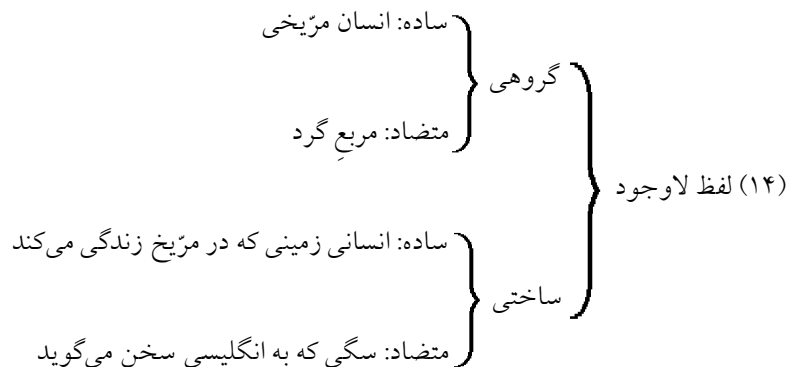 ساده: انسان مرّیخی
گروهی
متضاد: مربعِ گرد
(۱۴) لفظ لاوجود
ساده: انسانی زمینی که در مرّیخ زندگی می‌کند
ساختی
متضاد: سگی که به انگلیسی سخن می‌گوید